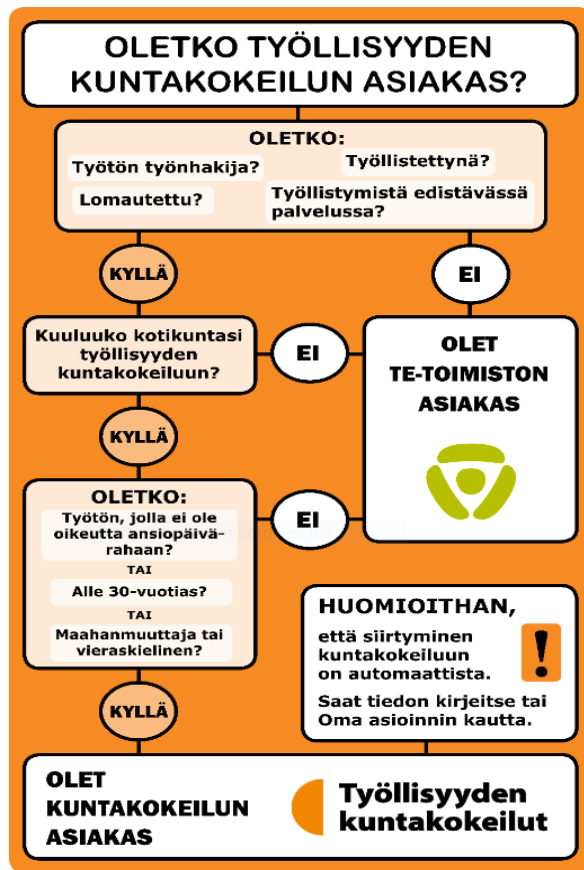 OLETKO TYÖLLISYYDEN
KUNTAKOKEILUN ASIAKAS?
OLETKO:
Työtön työnhakija?
Työllistettynä?
Lomautettu?
Työllistymistä edistävässä
palvelussa?
KYLLÄ
EI
Kuuluuko kotikuntasi
työllisyyden
kuntakokeiluun?
EI
OLET
TE-TOIMISTON
ASIAKAS
KYLLÄ
OLETKO:
Työtön, jolla ei ole
oikeutta ansiopäivä-
rahaan?
TAI
Alle 30-vuotias?
TAI
Maahanmuuttaja tai
vieraskielinen?
EI
HUOMIOITHAN,
että siirtyminen
kuntakokeiluun
on automaattista.
!
Saat tiedon kirjeitse tai
Oma asioinnin kautta.
KYLLÄ
OLET
KUNTAKOKEILUN
ASIAKAS
Työllisyyden
kuntakokeilut